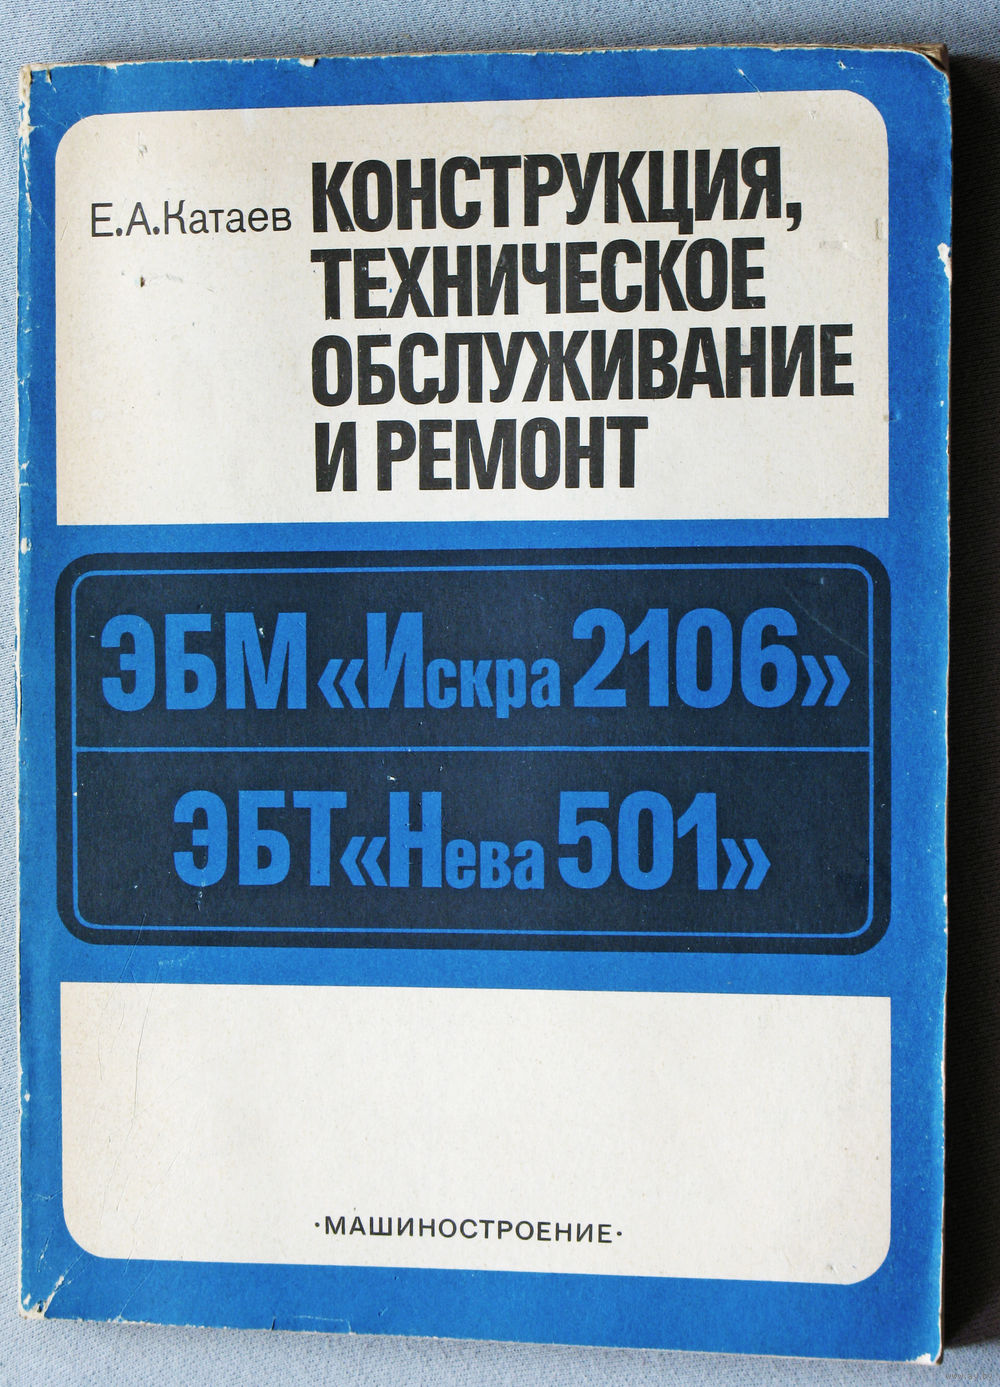 Е.А.Катаев
КОНСТРУКЦИЯ,
ТЕХНИЧЕСКОЕ
ОБСЛУЖИВАНИЕ
И РЕМОНТ
ЭБМ «Искра 2106»
ЭБТ «Нева 501»
·МАШИНОСТРОЕНИЕ·